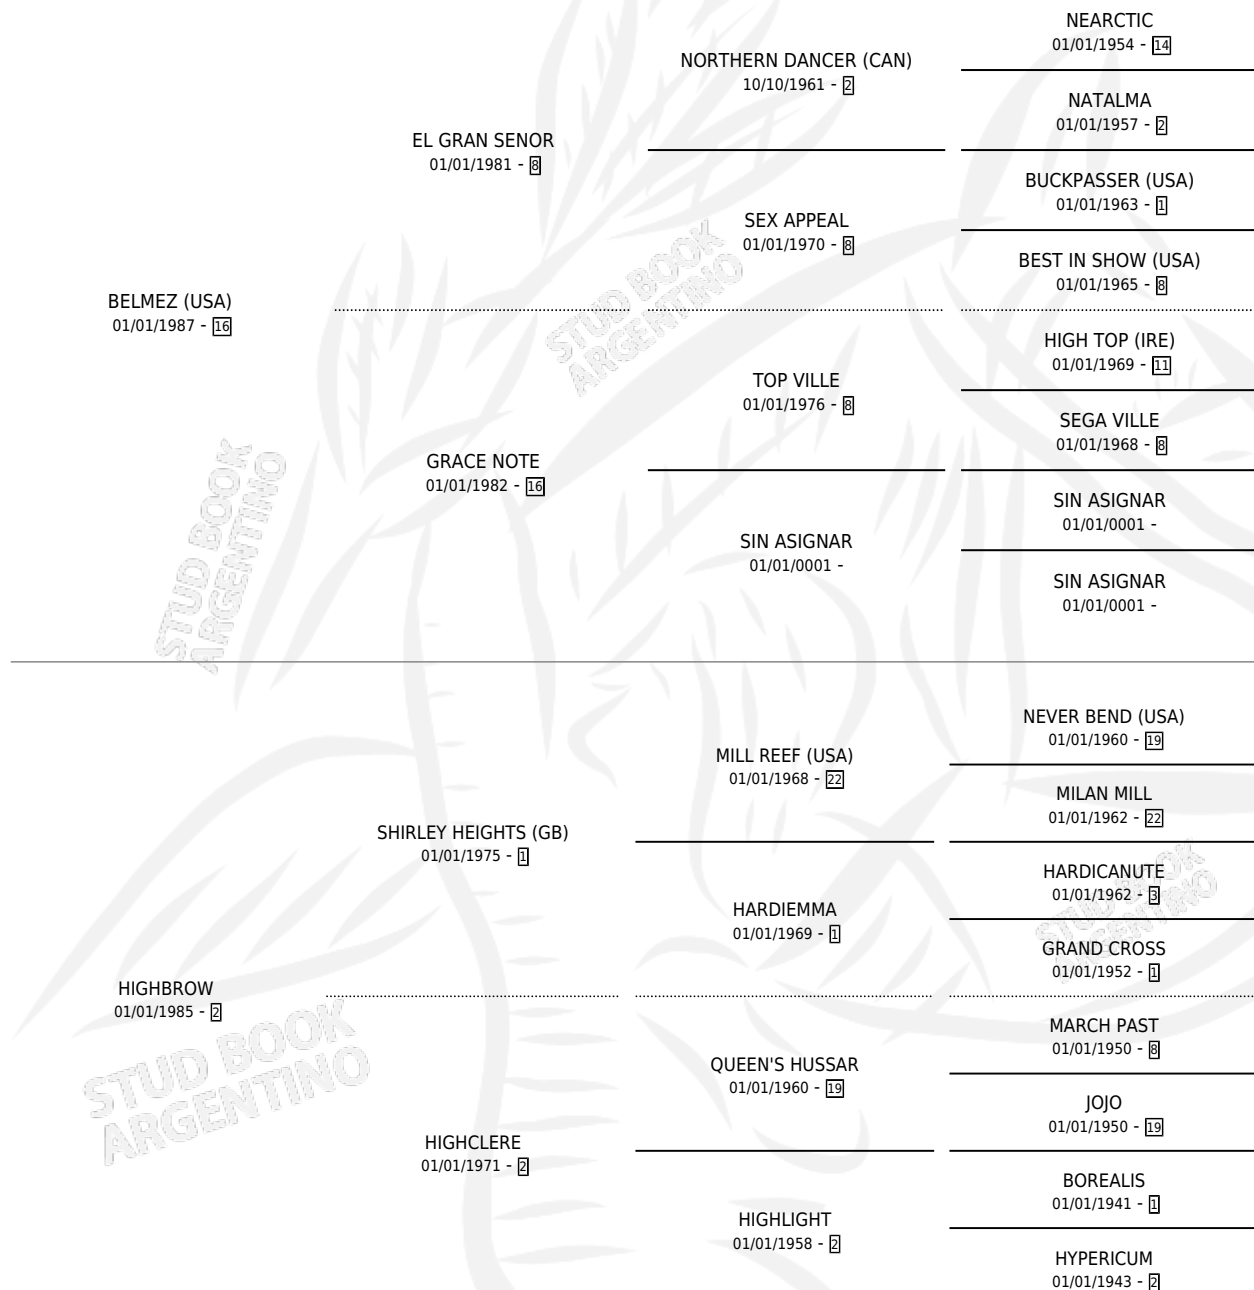 NEARCTIC
01/01/1954 - 14
NORTHERN DANCER (CAN)
10/10/1961 - 2
NATALMA
01/01/1957 - 2
EL GRAN SENOR
01/01/1981 - 8
BUCKPASSER (USA)
01/01/1963 - 1
SEX APPEAL
01/01/1970 - 8
BEST IN SHOW (USA)
01/01/1965 - 8
BELMEZ (USA)
01/01/1987 - 16
STUD BOOK
ARGENTINO
HIGH TOP (IRE)
01/01/1969 - 11
TOP VILLE
01/01/1976 - 8
SEGA VILLE
01/01/1968 - 8
GRACE NOTE
01/01/1982 - 16
SIN ASIGNAR
01/01/0001 -
SIN ASIGNAR
01/01/0001 -
SIN ASIGNAR
01/01/0001 -
STUD BOOK
ARGENTINO
NEVER BEND (USA)
01/01/1960 - 19
MILL REEF (USA)
01/01/1968 - 22
MILAN MILL
01/01/1962 - 22
SHIRLEY HEIGHTS (GB)
01/01/1975 - 1
HARDICANUTE
01/01/1962 - 3
HARDIEMMA
01/01/1969 - 1
STUD BOOK
ARGENTINO
GRAND CROSS
01/01/1952 - 1
HIGHBROW
01/01/1985 - 2
STUD BOOK
ARGENTINO
MARCH PAST
01/01/1950 - 8
QUEEN'S HUSSAR
01/01/1960 - 19
JOJO
01/01/1950 - 19
HIGHCLERE
01/01/1971 - 2
BOREALIS
01/01/1941 - 1
HIGHLIGHT
01/01/1958 - 2
HYPERICUM
01/01/1943 - 2